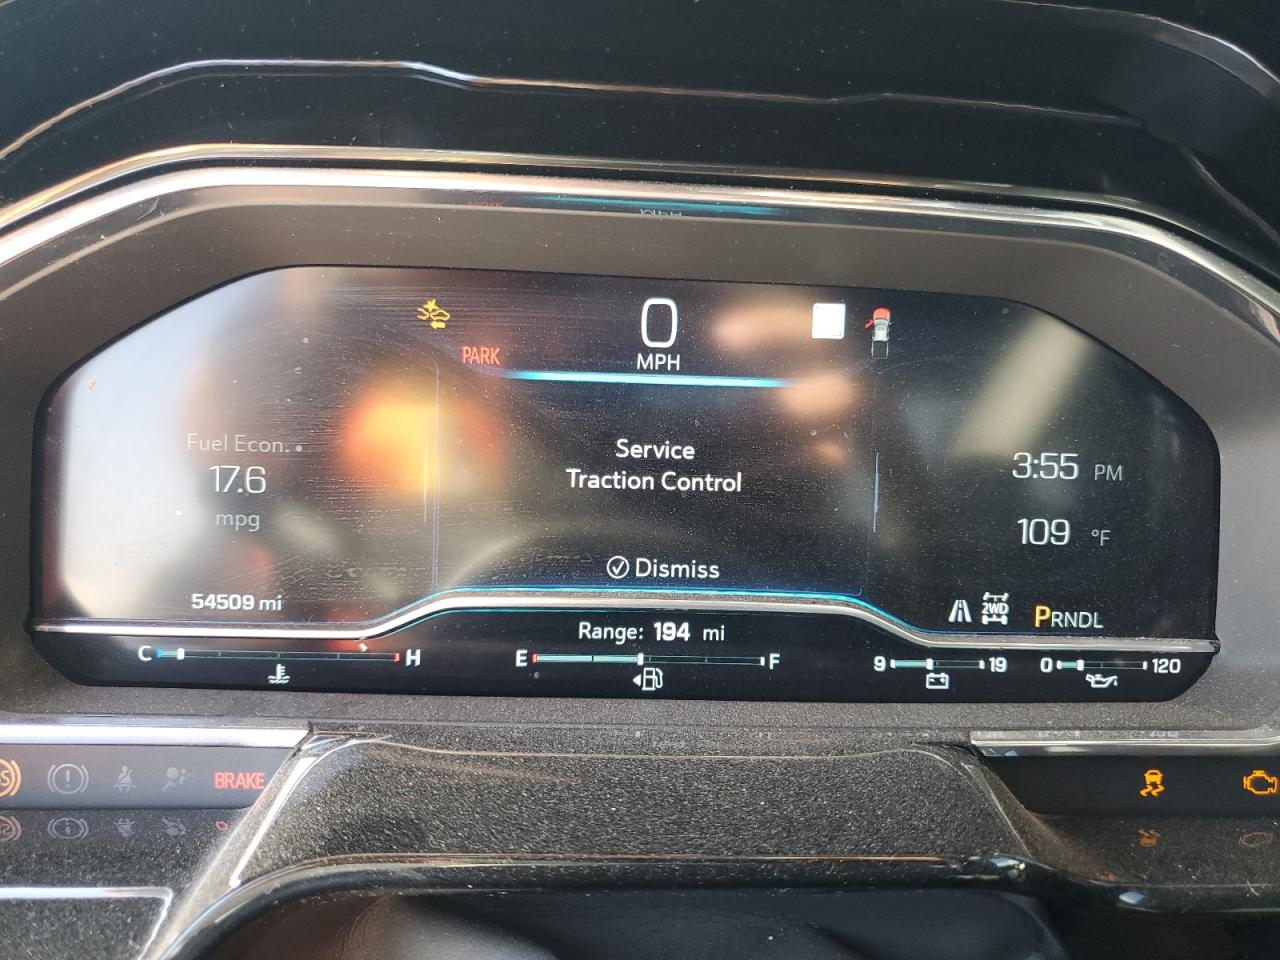 0
MPH
PARK
Service
Traction Control
Dismiss
Fuel Econ.
17.6
mpg
54509 mi
3:55 PM
109 °F
2WD
PRNDL
Range: 194 mi
C H
E F
9 19
0 120
BRAKE